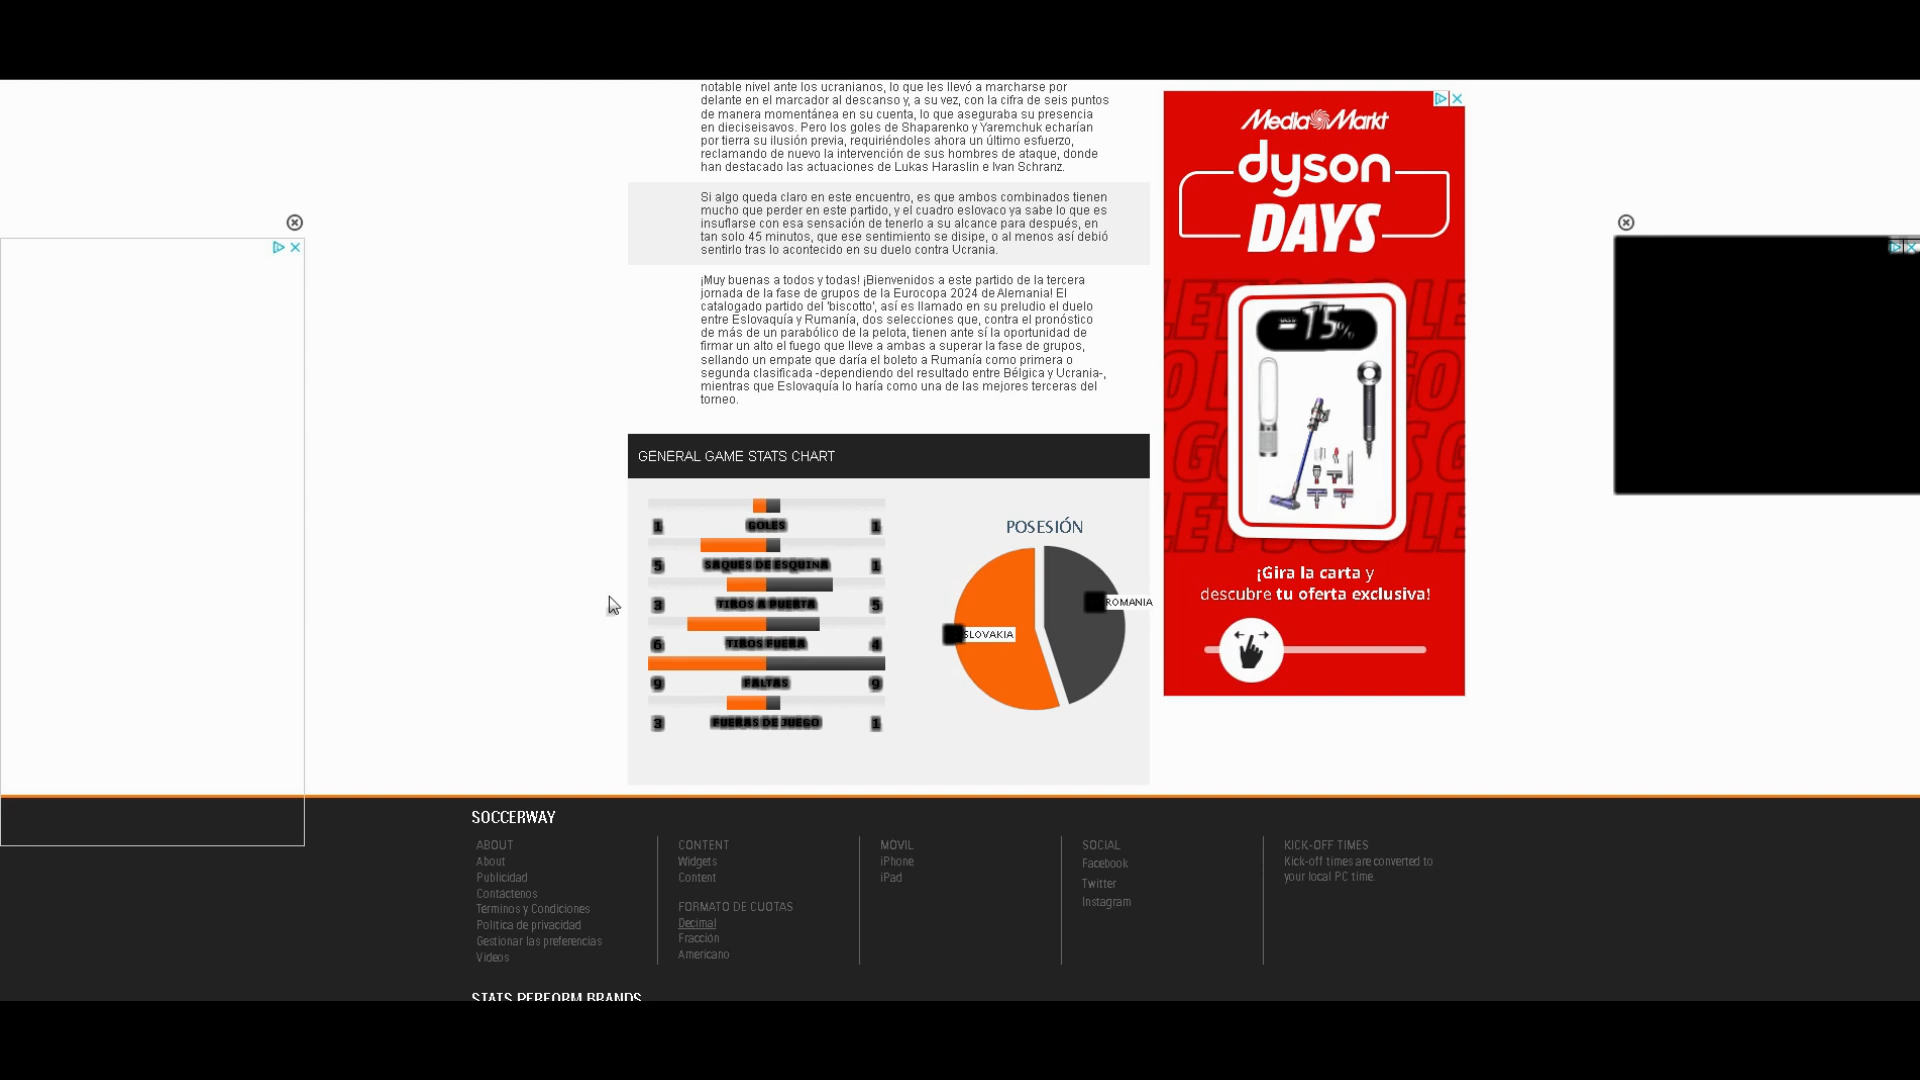 notable nivel ante los ucranianos, lo que les llevó a marcharse por
delante en el marcador al descanso y, a su vez, con la cifra de seis puntos
de manera momentánea en su cuenta, lo que aseguraba su presencia
en dieciseisavos. Pero los goles de Shaparenko y Yaremchuk echarían
por tierra su ilusión previa, requiriéndoles ahora un último esfuerzo,
reclamando de nuevo la intervención de sus hombres de ataque, donde
han destacado las actuaciones de Lukas Haraslin e Ivan Schranz.
Si algo queda claro en este encuentro, es que ambos combinados tienen
mucho que perder en este partido, y el cuadro eslovaco ya sabe lo que es
insuflarse con esa sensación de tenerlo a su alcance para después, en
tan solo 45 minutos, que ese sentimiento se disipe, o al menos así debió
sentirlo tras lo acontecido en su duelo contra Ucrania.
¡Muy buenas a todos y todas! ¡Bienvenidos a este partido de la tercera
jornada de la fase de grupos de la Eurocopa 2024 de Alemania! El
catalogado partido del 'biscotto', así es llamado en su preludio el duelo
entre Eslovaquía y Rumanía, dos selecciones que, contra el pronóstico
de más de un parabólico de la pelota, tienen ante sí la oportunidad de
firmar un alto el fuego que lleve a ambas a superar la fase de grupos,
sellando un empate que daría el boleto a Rumanía como primera o
segunda clasificada -dependiendo del resultado entre Bélgica y Ucrania-,
mientras que Eslovaquía lo haría como una de las mejores terceras del
torneo.
GENERAL GAME STATS CHART
1 GOLES 1
5 SAQUES DE ESQUINA 1
3 TIROS A PUERTA 5
6 TIROS FUERA 4
9 FALTAS 9
3 FUERAS DE JUEGO 1
POSESIÓN
ROMANIA
SLOVAKIA
MediaMarkt
dyson
DAYS
-15%
¡Gira la carta y
descubre tu oferta exclusiva!
SOCCERWAY
ABOUT
About
Publicidad
Contáctenos
Términos y Condiciones
Política de privacidad
Gestionar las preferencias
Videos
CONTENT
Widgets
Content
FORMATO DE CUOTAS
Decimal
Fracción
Americano
MÓVIL
iPhone
iPad
SOCIAL
Facebook
Twitter
Instagram
KICK-OFF TIMES
Kick-off times are converted to
your local PC time.
STATS PERFORM BRANDS